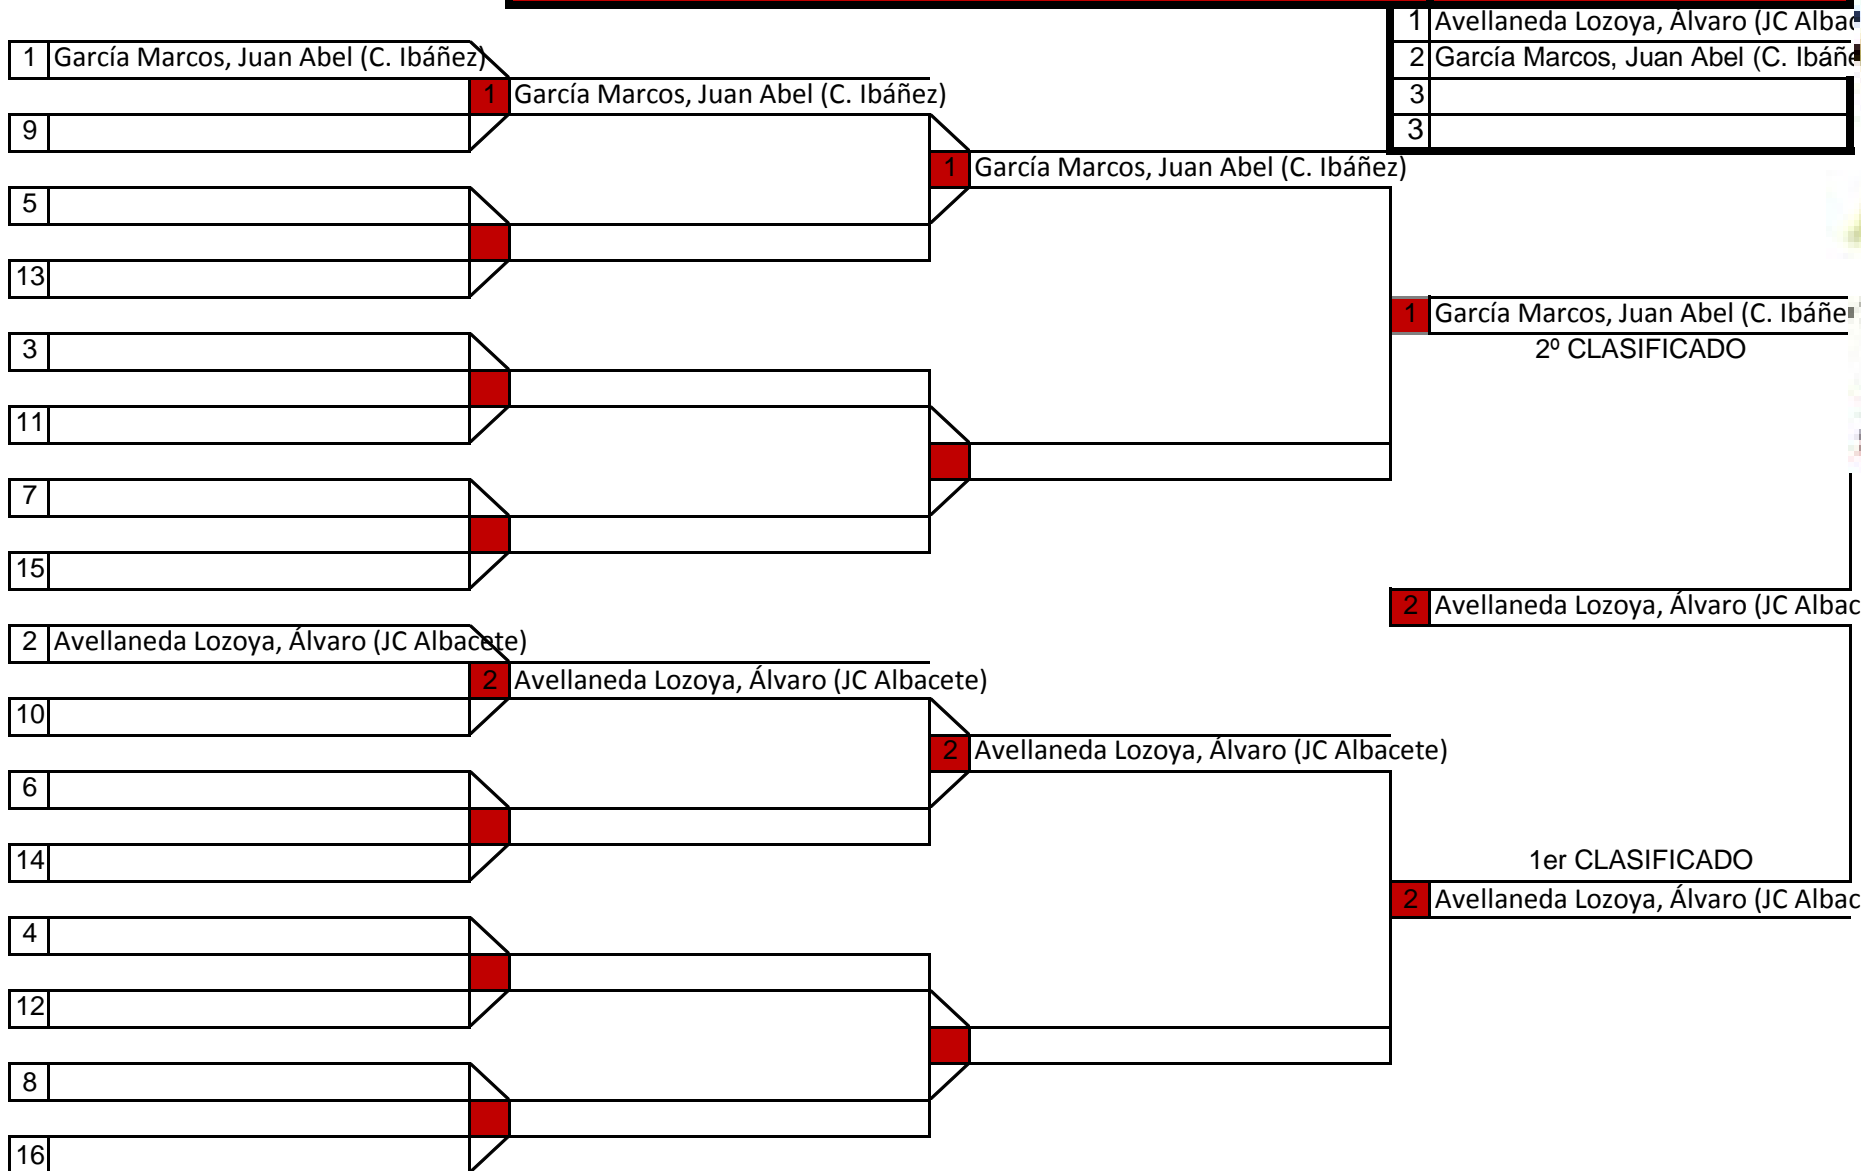 1 Avellaneda Lozoya, Álvaro (JC Albac
1 García Marcos, Juan Abel (C. Ibáñez)
2 García Marcos, Juan Abel (C. Ibáñe
1 García Marcos, Juan Abel (C. Ibáñez)
3
9
3
1 García Marcos, Juan Abel (C. Ibáñez)
5
13
1 García Marcos, Juan Abel (C. Ibáñe
3
2º CLASIFICADO
11
7
15
2 Avellaneda Lozoya, Álvaro (JC Albac
2 Avellaneda Lozoya, Álvaro (JC Albacete)
2 Avellaneda Lozoya, Álvaro (JC Albacete)
10
2 Avellaneda Lozoya, Álvaro (JC Albacete)
6
14
1er CLASIFICADO
2 Avellaneda Lozoya, Álvaro (JC Albac
4
12
8
16